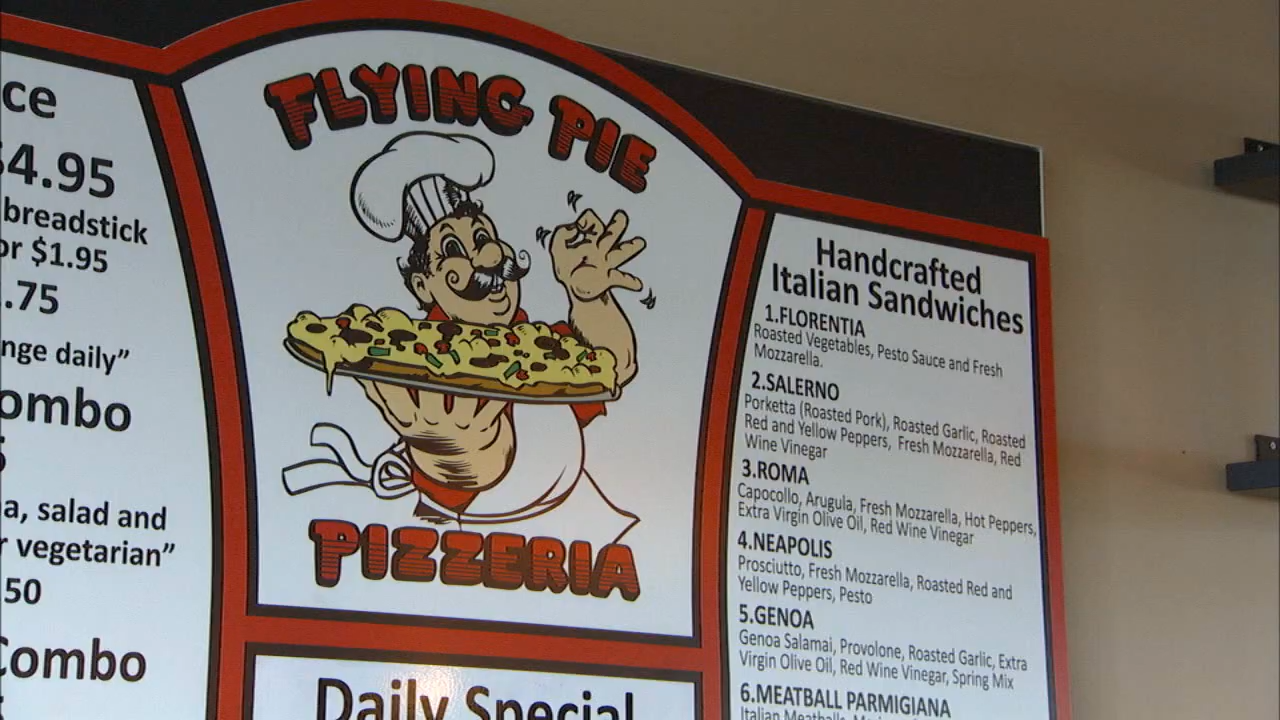 ce
$4.95
breadstick
or $1.95
.75
nge daily”
ombo
a, salad and
r vegetarian”
50
Combo
FLYING PIE
PIZZERIA
Daily Special
Handcrafted
Italian Sandwiches
1.FLORENTIA
Roasted Vegetables, Pesto Sauce and Fresh
Mozzarella.
2.SALERNO
Porketta (Roasted Pork), Roasted Garlic, Roasted
Red and Yellow Peppers, Fresh Mozzarella, Red
Wine Vinegar
3.ROMA
Capocollo, Arugula, Fresh Mozzarella, Hot Peppers,
Extra Virgin Olive Oil, Red Wine Vinegar
4.NEAPOLIS
Prosciutto, Fresh Mozzarella, Roasted Red and
Yellow Peppers, Pesto
5.GENOA
Genoa Salamai, Provolone, Roasted Garlic, Extra
Virgin Olive Oil, Red Wine Vinegar, Spring Mix
6.MEATBALL PARMIGIANA
Italian Meatballs,